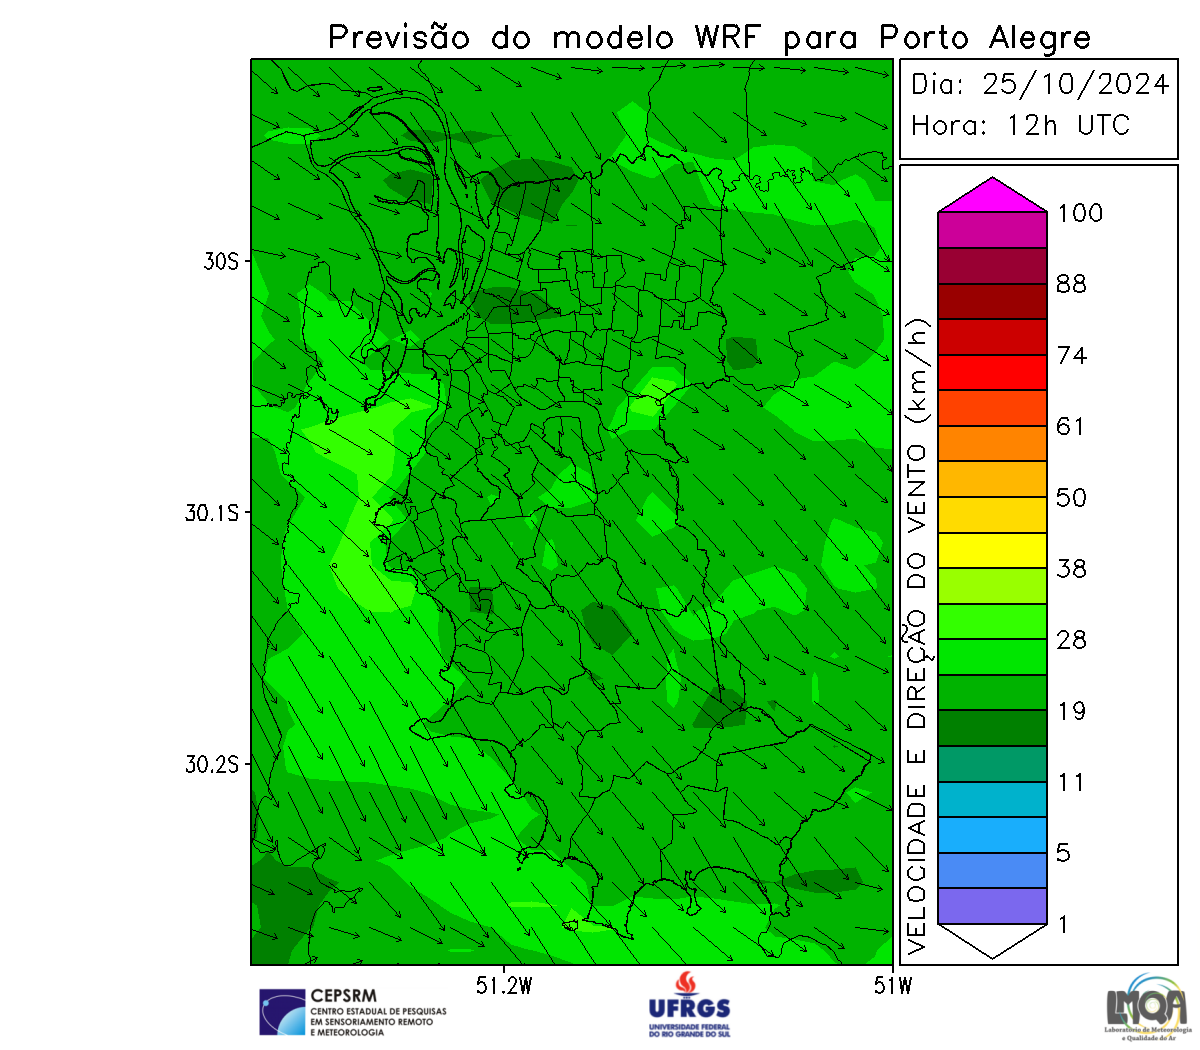 Previsão do modelo WRF para Porto Alegre
Dia: 25/10/2024
Hora: 12h UTC
30S
30.1S
30.2S
51.2W
51W
VELOCIDADE E DIREÇÃO DO VENTO (km/h)
100
88
74
61
50
38
28
19
11
5
1
CEPSRM
CENTRO ESTADUAL DE PESQUISAS
EM SENSORIAMENTO REMOTO
E METEOROLOGIA
UFRGS
UNIVERSIDADE FEDERAL
DO RIO GRANDE DO SUL
LMQA
Laboratório de Meteorologia
e Qualidade do Ar